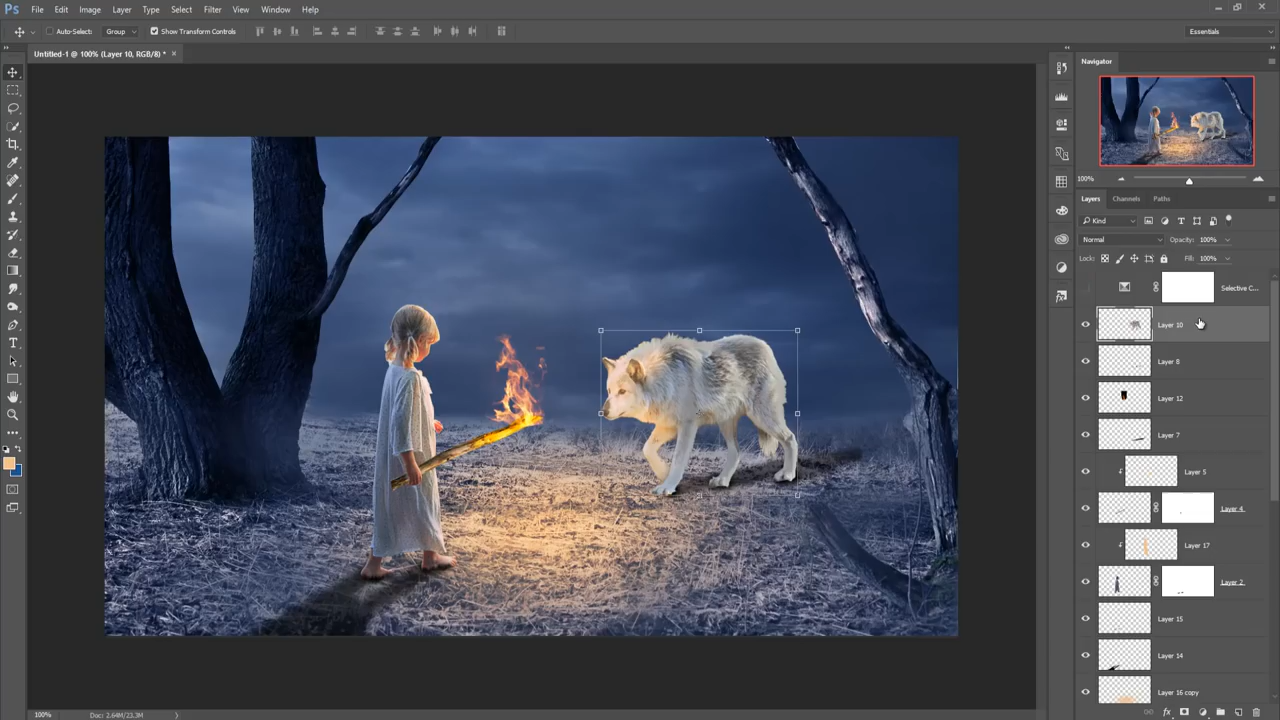 Ps File Edit Image Layer Type Select Filter 3D View Window Help
Auto-Select: Group Show Transform Controls Essentials
Untitled-1 @ 100% (Layer 10, RGB/8) * ×
Navigator
100%
Layers Channels Paths
Kind
Normal Opacity: 100%
Lock: Fill: 100%
Selective C...
Layer 10
Layer 8
Layer 12
Layer 7
Layer 5
Layer 4
Layer 17
Layer 2
Layer 15
Layer 14
Layer 16 copy
100% Doc: 2.64M/23.3M